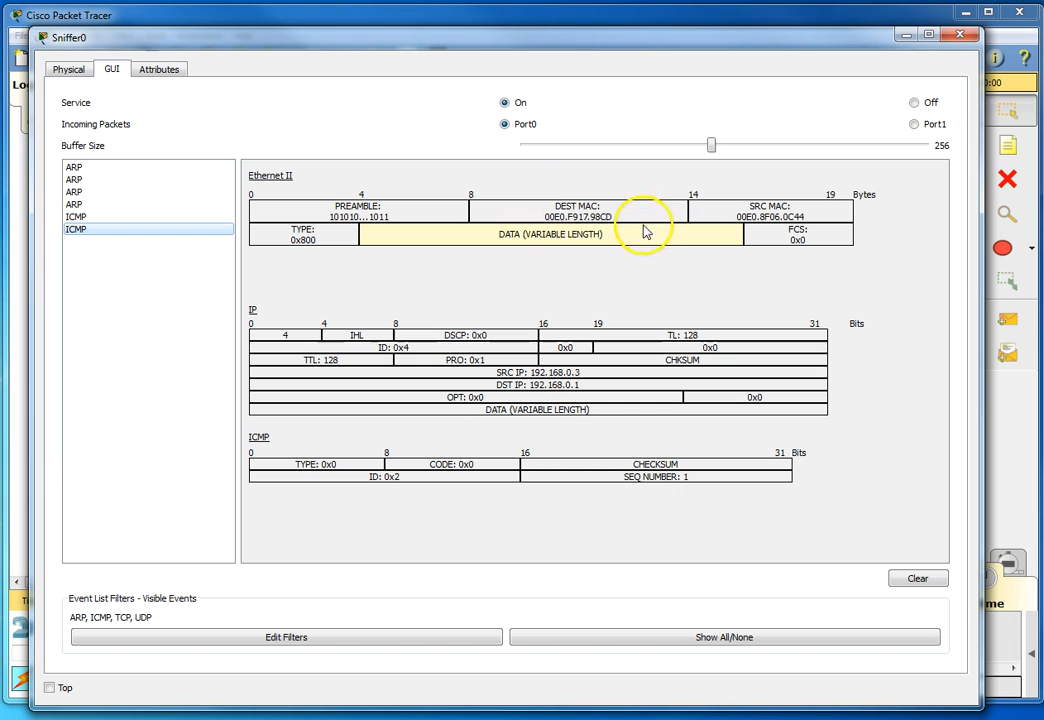 Cisco Packet Tracer
Sniffer0
Physical GUI Attributes
Service On Off
Incoming Packets Port0 Port1
Buffer Size 256
ARP
ARP
ARP
ARP
ICMP
ICMP
Ethernet II
0 4 8 14 19 Bytes
PREAMBLE: DEST MAC: SRC MAC:
101010...1011 00E0.F917.98CD 00E0.8F06.0C44
TYPE: DATA (VARIABLE LENGTH) FCS:
0x800 0x0
IP
0 4 8 16 19 31 Bits
4 IHL DSCP: 0x0 TL: 128
ID: 0x4 0x0 0x0
TTL: 128 PRO: 0x1 CHKSUM
SRC IP: 192.168.0.3
DST IP: 192.168.0.1
OPT: 0x0 0x0
DATA (VARIABLE LENGTH)
ICMP
0 8 16 31 Bits
TYPE: 0x0 CODE: 0x0 CHECKSUM
ID: 0x2 SEQ NUMBER: 1
Clear
Event List Filters - Visible Events
ARP, ICMP, TCP, UDP
Edit Filters Show All/None
Top
:00